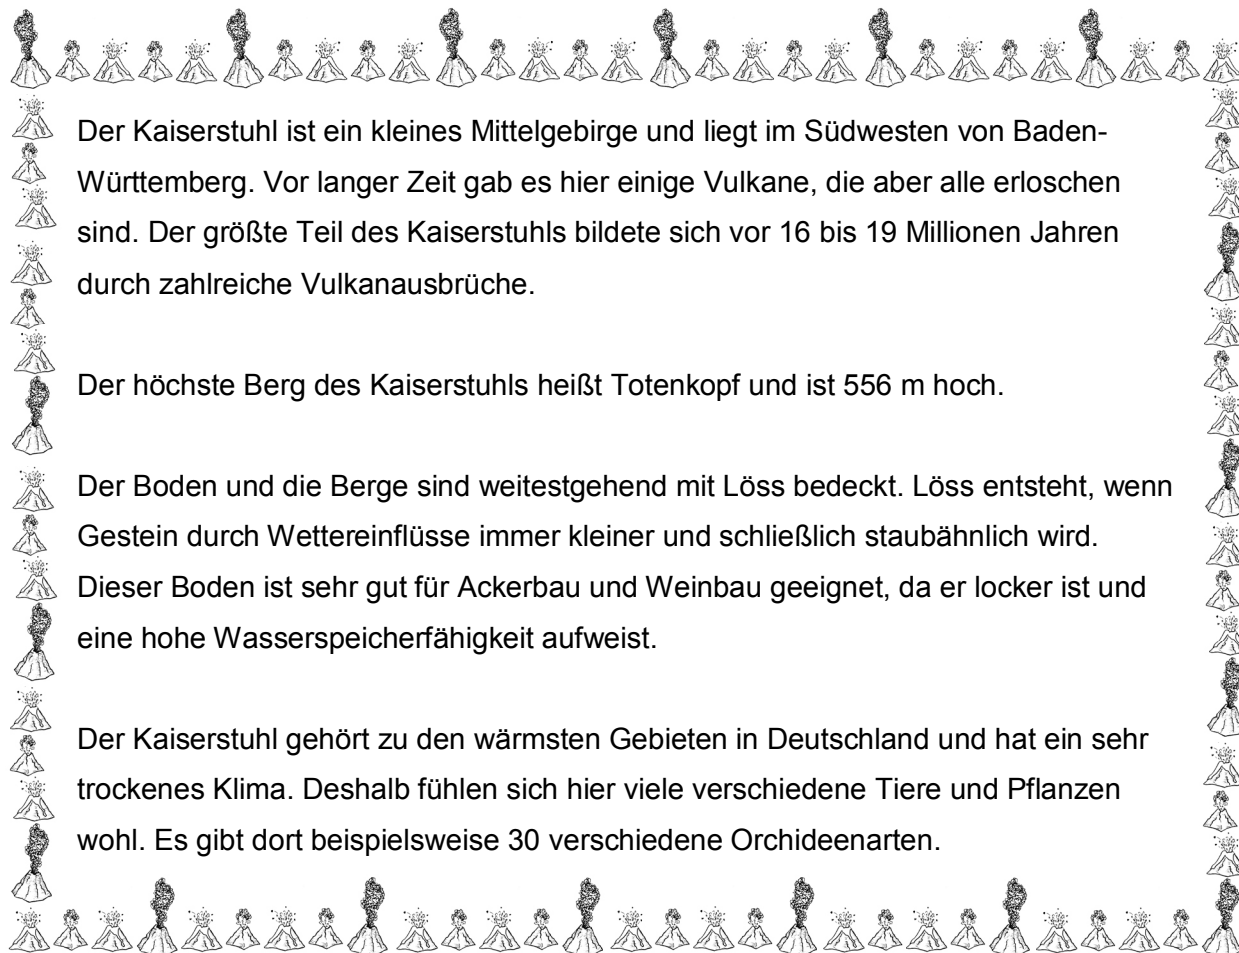 Der Kaiserstuhl ist ein kleines Mittelgebirge und liegt im Südwesten von Baden-
Württemberg. Vor langer Zeit gab es hier einige Vulkane, die aber alle erloschen
sind. Der größte Teil des Kaiserstuhls bildete sich vor 16 bis 19 Millionen Jahren
durch zahlreiche Vulkanausbrüche.
Der höchste Berg des Kaiserstuhls heißt Totenkopf und ist 556 m hoch.
Der Boden und die Berge sind weitestgehend mit Löss bedeckt. Löss entsteht, wenn
Gestein durch Wettereinflüsse immer kleiner und schließlich staubähnlich wird.
Dieser Boden ist sehr gut für Ackerbau und Weinbau geeignet, da er locker ist und
eine hohe Wasserspeicherfähigkeit aufweist.
Der Kaiserstuhl gehört zu den wärmsten Gebieten in Deutschland und hat ein sehr
trockenes Klima. Deshalb fühlen sich hier viele verschiedene Tiere und Pflanzen
wohl. Es gibt dort beispielsweise 30 verschiedene Orchideenarten.